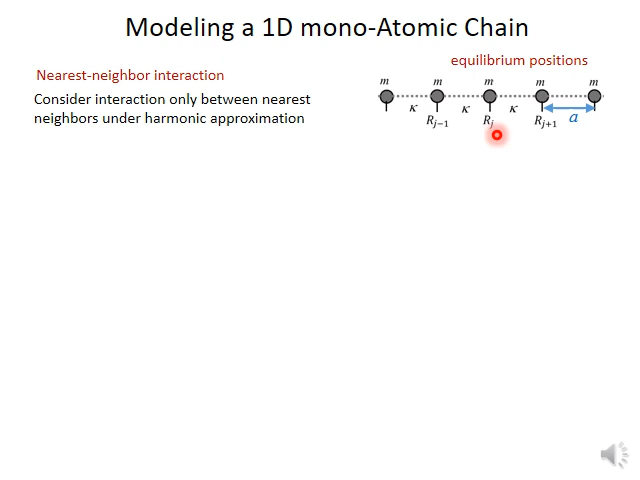 Modeling a 1D mono-Atomic Chain
equilibrium positions
Nearest-neighbor interaction
Consider interaction only between nearest
neighbors under harmonic approximation
m m m m m
κ κ κ a
R_{j−1} R_j R_{j+1}